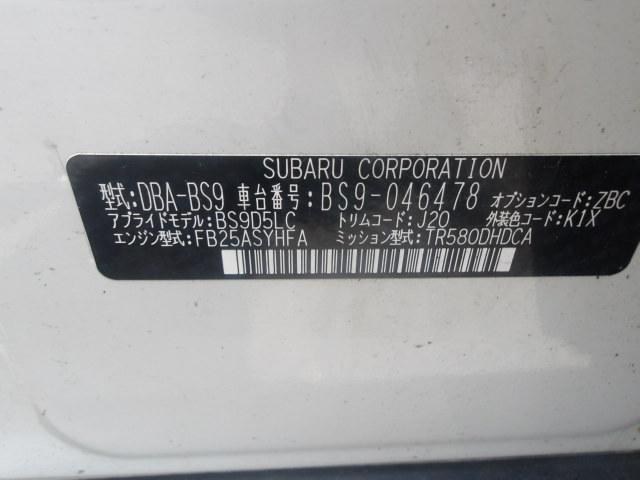 SUBARU CORPORATION
型式:DBA-BS9 車台番号:BS9-046478 オプションコード:ZBC
アプライドモデル:BS9D5LC トリムコード:J20 外装色コード:K1X
エンジン型式:FB25ASYHFA ミッション型式:TR580DHDCA